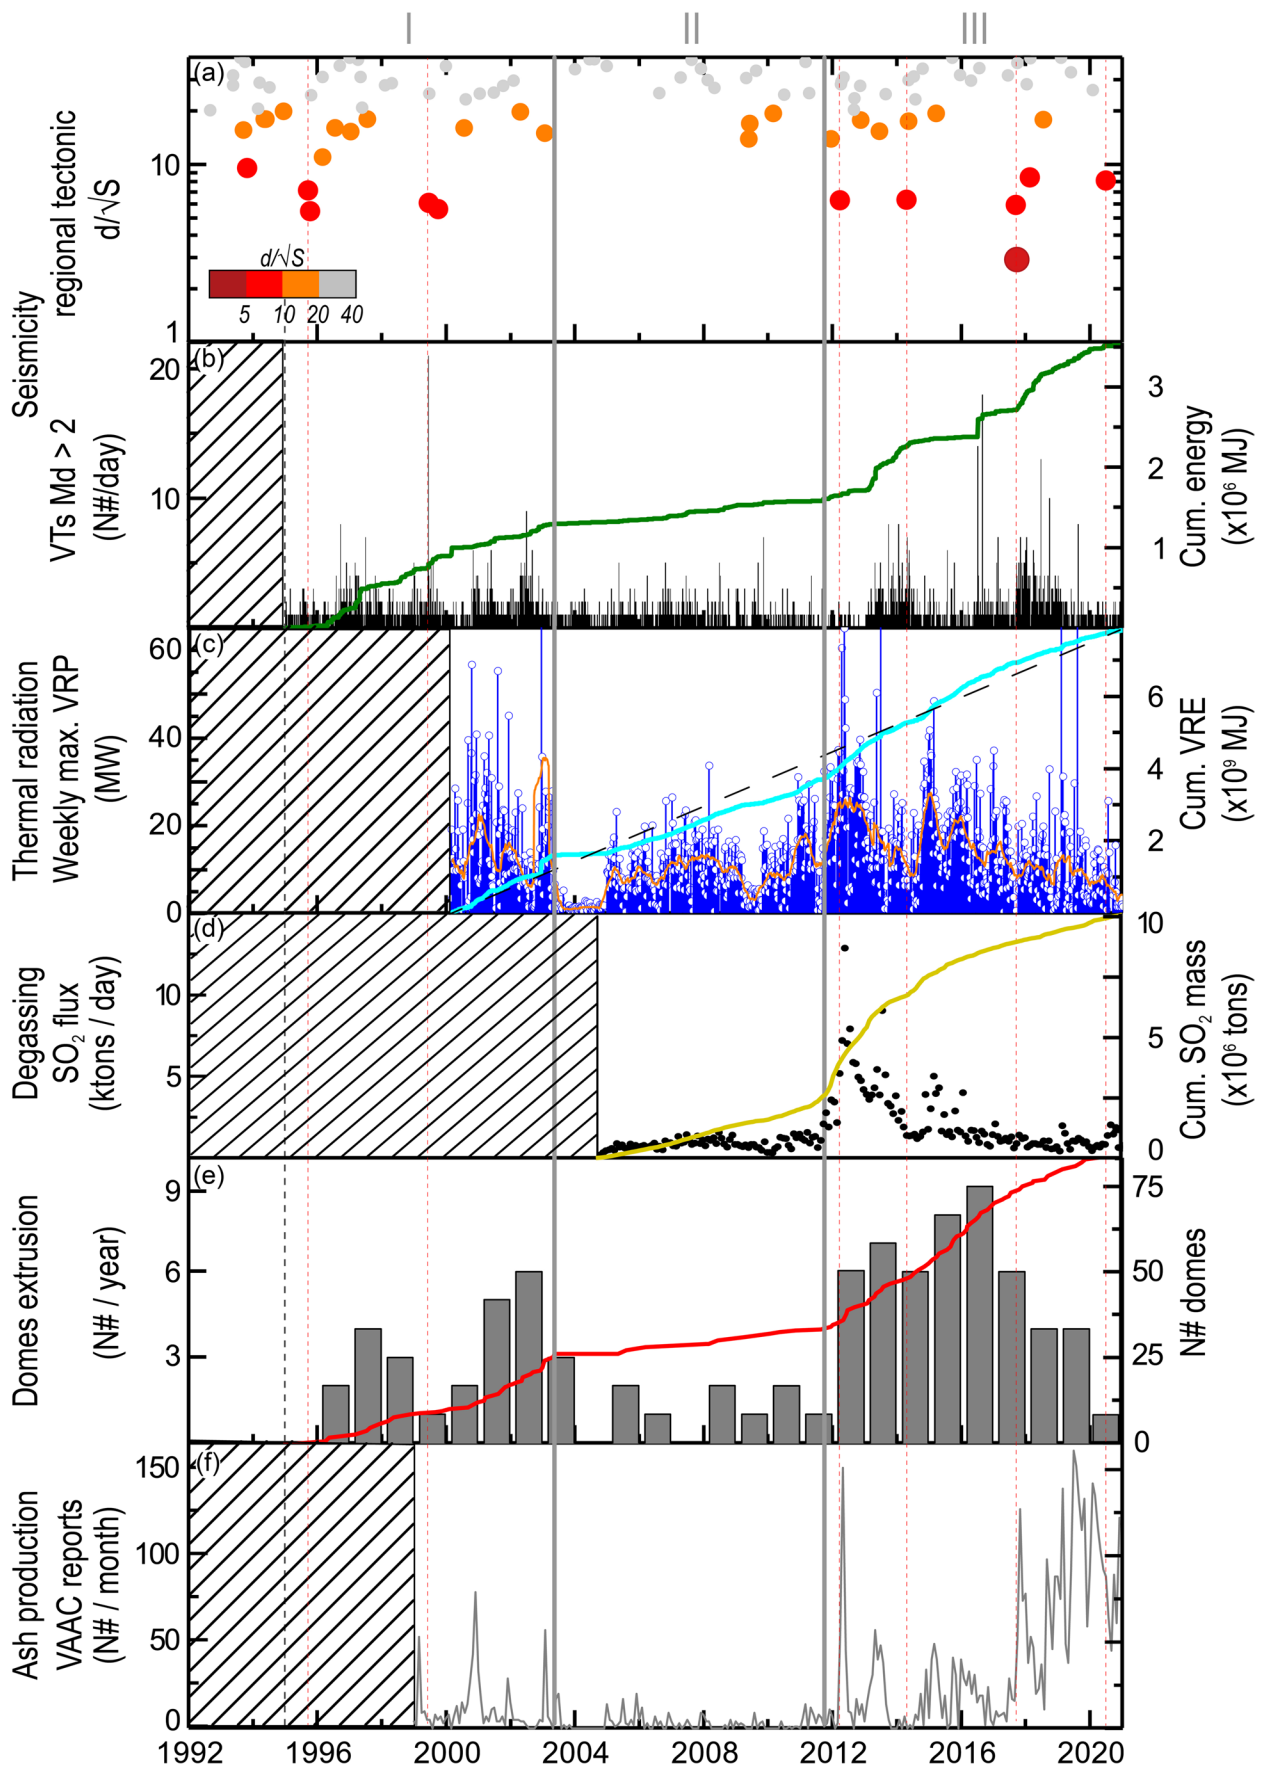 I II III
(a)
10
1
regional tectonic
d/√S
Seismicity
d/√S
5 10 20 40
(b)
20
10
VTs Md > 2
(N#/day)
3
2
1
Cum. energy
(x10⁶ MJ)
(c)
60
40
20
0
Thermal radiation
Weekly max. VRP
(MW)
6
4
2
Cum. VRE
(x10⁹ MJ)
(d)
10
5
Degassing
SO₂ flux
(ktons / day)
10
5
0
Cum. SO₂ mass
(x10⁶ tons)
(e)
9
6
3
Domes extrusion
(N# / year)
75
50
25
0
N# domes
(f)
150
100
50
0
Ash production
VAAC reports
(N# / month)
1992 1996 2000 2004 2008 2012 2016 2020